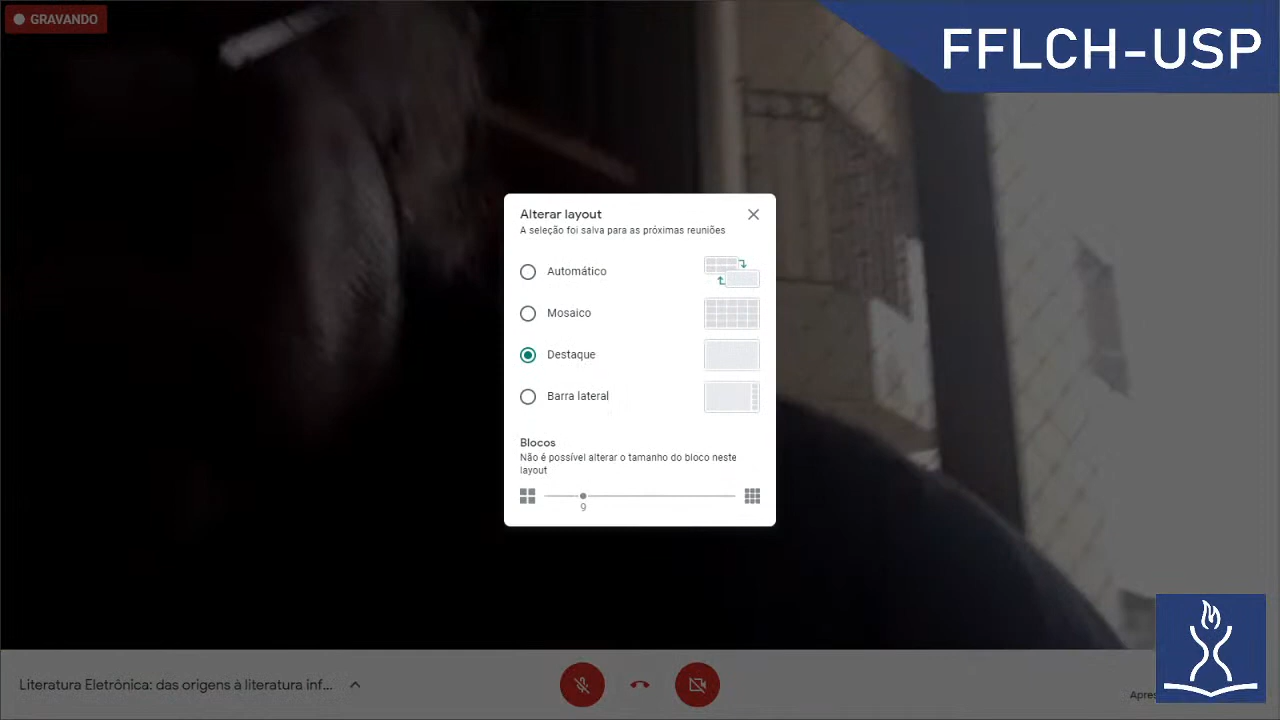 GRAVANDO
FFLCH-USP
Alterar layout
A seleção foi salva para as próximas reuniões
Automático
Mosaico
Destaque
Barra lateral
Blocos
Não é possível alterar o tamanho do bloco neste
layout
9
Literatura Eletrônica: das origens à literatura inf...
Apres